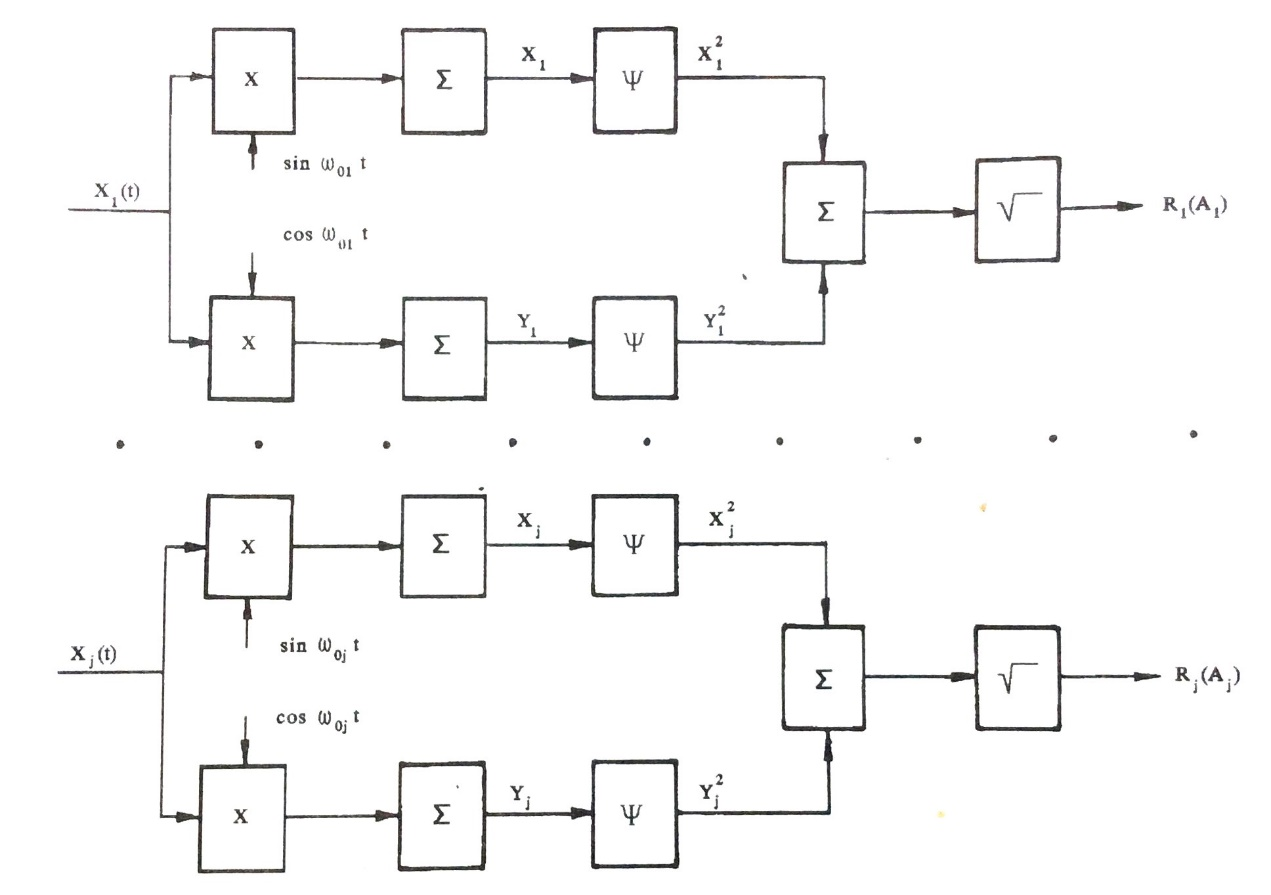 X Σ X₁ Ψ X₁²
sin ω₀₁ t
X₁(t)
cos ω₀₁ t
Σ √ R₁(A₁)
X Σ Y₁ Ψ Y₁²
X Σ Xⱼ Ψ Xⱼ²
sin ω₀ⱼ t
Xⱼ(t)
cos ω₀ⱼ t
Σ √ Rⱼ(Aⱼ)
X Σ Yⱼ Ψ Yⱼ²